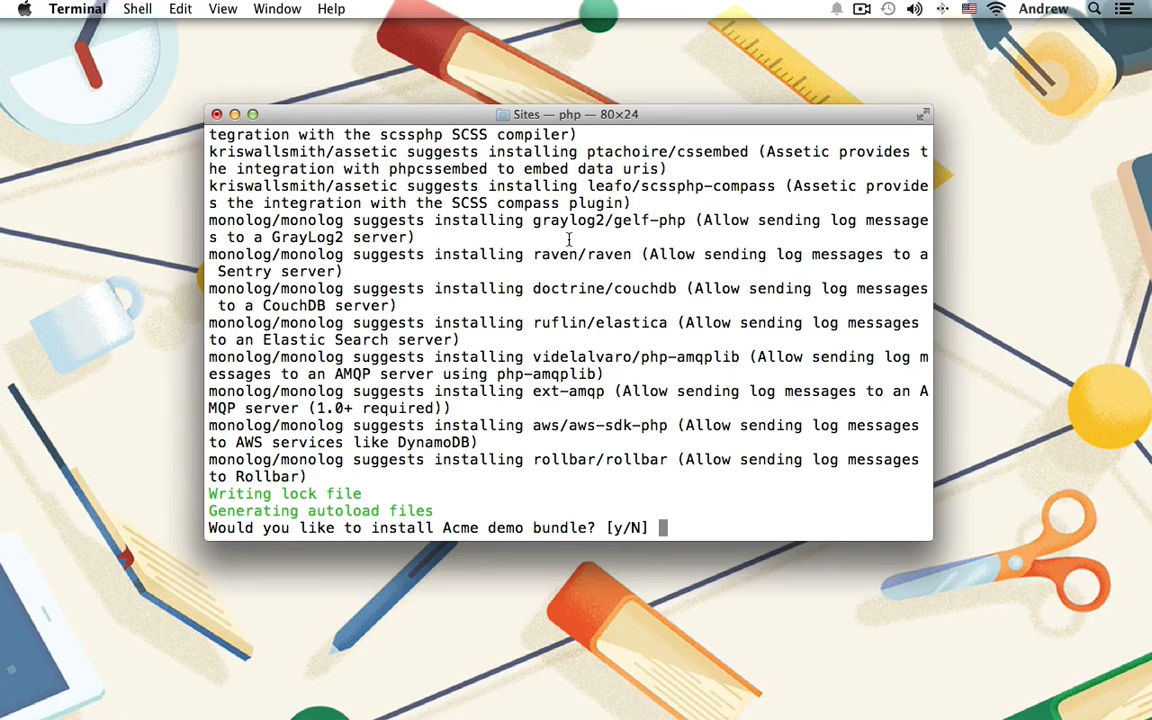 Terminal Shell Edit View Window Help Andrew
Sites — php — 80×24
tegration with the scssphp SCSS compiler)
kriswallsmith/assetic suggests installing ptachoire/cssembed (Assetic provides t
he integration with phpcssembed to embed data uris)
kriswallsmith/assetic suggests installing leafo/scssphp-compass (Assetic provide
s the integration with the SCSS compass plugin)
monolog/monolog suggests installing graylog2/gelf-php (Allow sending log message
s to a GrayLog2 server)
monolog/monolog suggests installing raven/raven (Allow sending log messages to a
 Sentry server)
monolog/monolog suggests installing doctrine/couchdb (Allow sending log messages
 to a CouchDB server)
monolog/monolog suggests installing ruflin/elastica (Allow sending log messages
to an Elastic Search server)
monolog/monolog suggests installing videlalvaro/php-amqplib (Allow sending log m
essages to an AMQP server using php-amqplib)
monolog/monolog suggests installing ext-amqp (Allow sending log messages to an A
MQP server (1.0+ required))
monolog/monolog suggests installing aws/aws-sdk-php (Allow sending log messages
to AWS services like DynamoDB)
monolog/monolog suggests installing rollbar/rollbar (Allow sending log messages
to Rollbar)
Writing lock file
Generating autoload files
Would you like to install Acme demo bundle? [y/N]